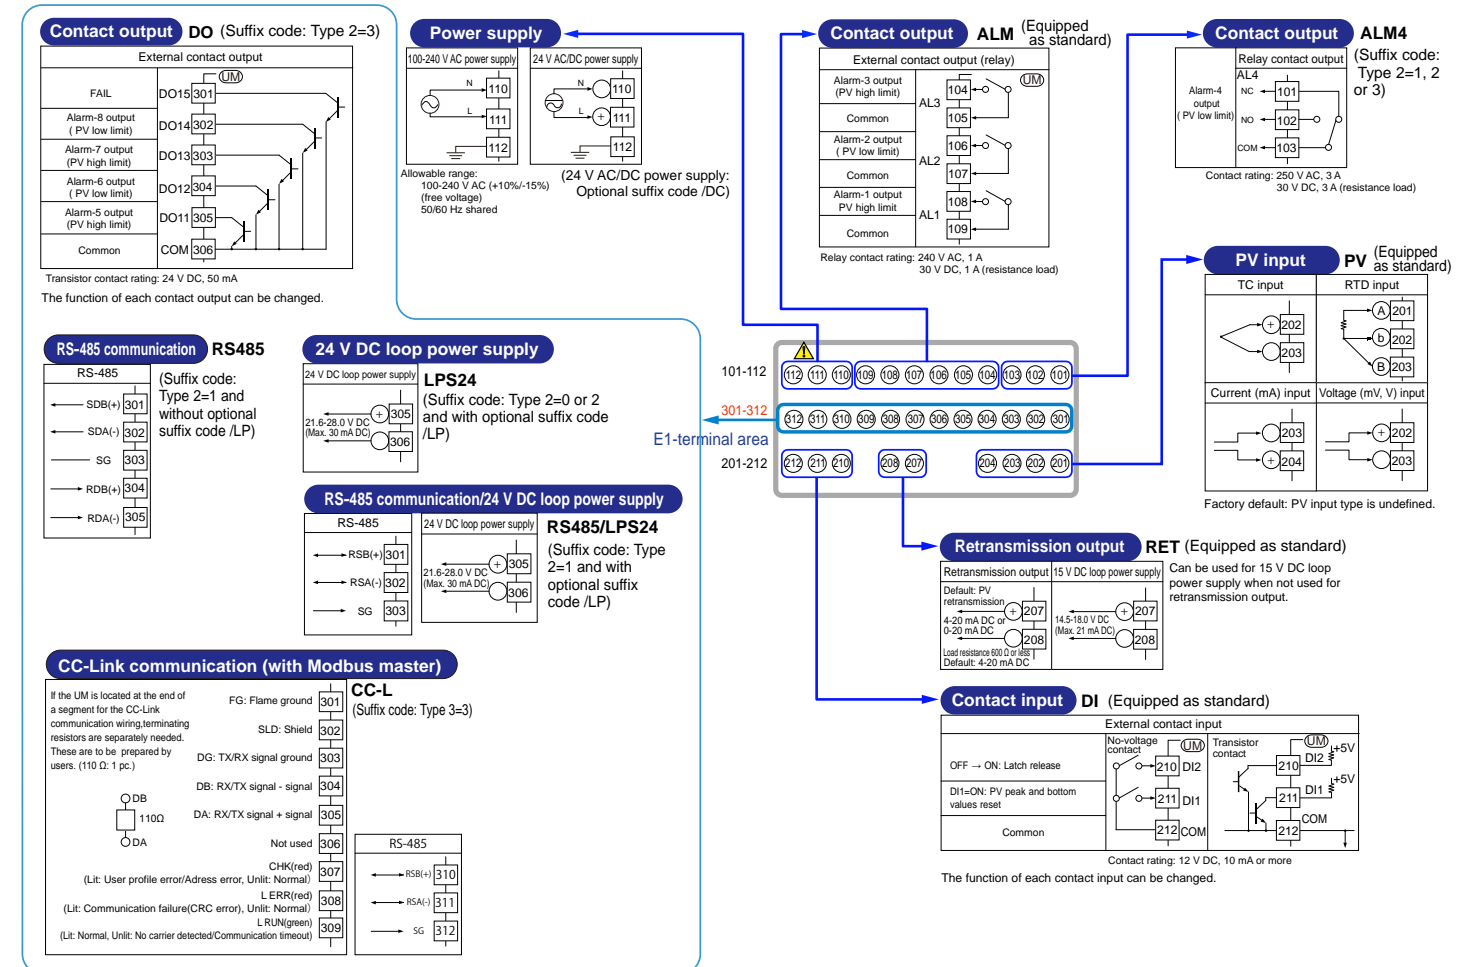 Contact output DO (Suffix code: Type 2=3)
External contact output
UM
FAIL DO15 301
Alarm-8 output
( PV low limit) DO14 302
Alarm-7 output
(PV high limit) DO13 303
Alarm-6 output
( PV low limit) DO12 304
Alarm-5 output
(PV high limit) DO11 305
Common COM 306
Transistor contact rating: 24 V DC, 50 mA
The function of each contact output can be changed.
Power supply
100-240 V AC power supply
N 110
L 111
112
Allowable range:
100-240 V AC (+10%/-15%)
(free voltage)
50/60 Hz shared
24 V AC/DC power supply
N 110
L + 111
112
(24 V AC/DC power supply:
Optional suffix code /DC)
Contact output ALM (Equipped
as standard)
External contact output (relay)
UM
Alarm-3 output
(PV high limit) 104
AL3
Common 105
Alarm-2 output
( PV low limit) 106
AL2
Common 107
Alarm-1 output
PV high limit 108
AL1
Common 109
Relay contact rating: 240 V AC, 1 A
30 V DC, 1 A (resistance load)
Contact output ALM4
(Suffix code:
Type 2=1, 2
or 3)
Relay contact output
AL4
Alarm-4
output
( PV low limit)
NC 101
NO 102
COM 103
Contact rating: 250 V AC, 3 A
30 V DC, 3 A (resistance load)
PV input PV (Equipped
as standard)
TC input
+ 202
203
RTD input
A 201
b 202
B 203
Current (mA) input
203
+ 204
Voltage (mV, V) input
+ 202
203
Factory default: PV input type is undefined.
101-112
112 111 110 109 108 107 106 105 104 103 102 101
301-312
312 311 310 309 308 307 306 305 304 303 302 301
E1-terminal area
201-212
212 211 210 208 207 204 203 202 201
RS-485 communication RS485
RS-485
SDB(+) 301
SDA(-) 302
SG 303
RDB(+) 304
RDA(-) 305
(Suffix code:
Type 2=1 and
without optional
suffix code /LP)
24 V DC loop power supply
24 V DC loop power supply
LPS24
21.6-28.0 V DC
(Max. 30 mA DC)
+ 305
306
(Suffix code: Type 2=0 or 2
and with optional suffix code
/LP)
RS-485 communication/24 V DC loop power supply
RS-485
RSB(+) 301
RSA(-) 302
SG 303
24 V DC loop power supply
21.6-28.0 V DC
(Max. 30 mA DC)
+ 305
306
RS485/LPS24
(Suffix code: Type
2=1 and with
optional suffix
code /LP)
Retransmission output RET (Equipped as standard)
Retransmission output
Default: PV
retransmission
4-20 mA DC or
0-20 mA DC
+ 207
208
Load resistance 600 Ω or less
Default: 4-20 mA DC
15 V DC loop power supply
14.5-18.0 V DC
(Max. 21 mA DC)
+ 207
208
Can be used for 15 V DC loop
power supply when not used for
retransmission output.
CC-Link communication (with Modbus master)
CC-L
(Suffix code: Type 3=3)
If the UM is located at the end of
a segment for the CC-Link
communication wiring,terminating
resistors are separately needed.
These are to be prepared by
users. (110 Ω: 1 pc.)
DB
110Ω
DA
FG: Flame ground 301
SLD: Shield 302
DG: TX/RX signal ground 303
DB: RX/TX signal - signal 304
DA: RX/TX signal + signal 305
Not used 306
CHK(red)
(Lit: User profile error/Adress error, Unlit: Normal) 307
L ERR(red)
(Lit: Communication failure(CRC error), Unlit: Normal) 308
L RUN(green)
(Lit: Normal, Unlit: No carrier detected/Communication timeout) 309
RS-485
RSB(+) 310
RSA(-) 311
SG 312
Contact input DI (Equipped as standard)
External contact input
OFF → ON: Latch release
DI1=ON: PV peak and bottom
values reset
Common
No-voltage
contact
UM
210 DI2
211 DI1
212 COM
Transistor
contact
UM
210 DI2 +5V
211 DI1 +5V
212 COM
Contact rating: 12 V DC, 10 mA or more
The function of each contact input can be changed.